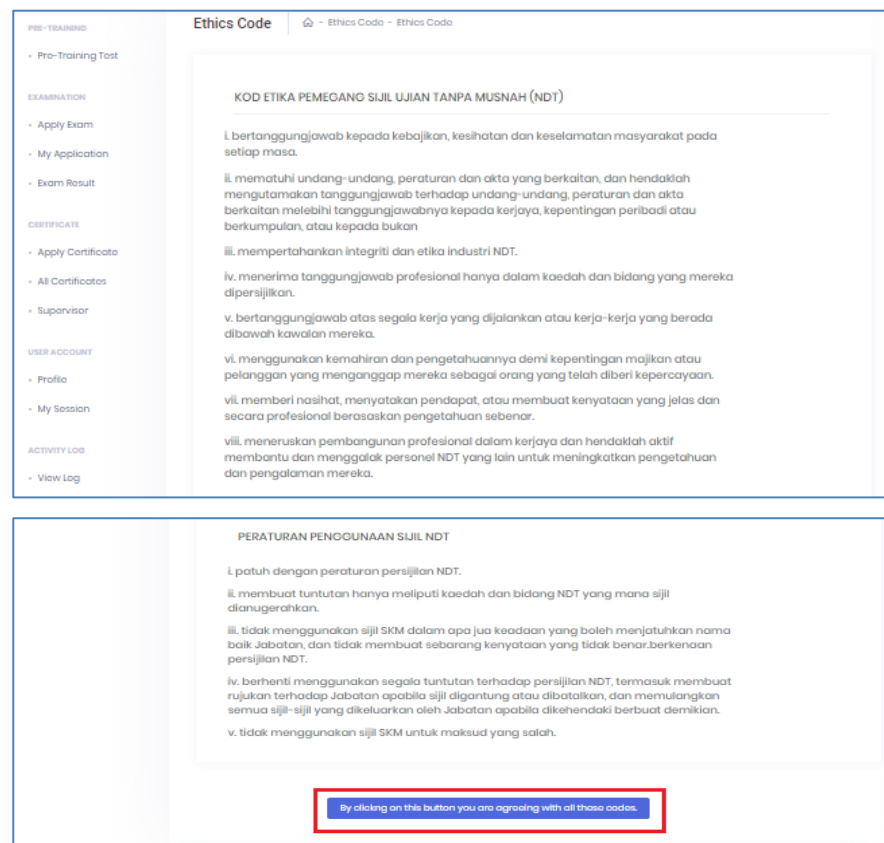 PRE-TRAINING
• Pre-Training Test
EXAMINATION
• Apply Exam
• My Application
• Exam Result
CERTIFICATE
• Apply Certificate
• All Certificates
• Supervisor
USER ACCOUNT
• Profile
• My Session
ACTIVITY LOG
• View Log
Ethics Code
- Ethics Code - Ethics Code
KOD ETIKA PEMEGANG SIJIL UJIAN TANPA MUSNAH (NDT)
i. bertanggungjawab kepada kebajikan, kesihatan dan keselamatan masyarakat pada
setiap masa.
ii. mematuhi undang-undang, peraturan dan akta yang berkaitan, dan hendaklah
mengutamakan tanggungjawab terhadap undang-undang, peraturan dan akta
berkaitan melebihi tanggungjawabnya kepada kerjaya, kepentingan peribadi atau
berkumpulan, atau kepada bukan
iii. mempertahankan integriti dan etika industri NDT.
iv. menerima tanggungjawab profesional hanya dalam kaedah dan bidang yang mereka
dipersijilkan.
v. bertanggungjawab atas segala kerja yang dijalankan atau kerja-kerja yang berada
dibawah kawalan mereka.
vi. menggunakan kemahiran dan pengetahuannya demi kepentingan majikan atau
pelanggan yang menganggap mereka sebagai orang yang telah diberi kepercayaan.
vii. memberi nasihat, menyatakan pendapat, atau membuat kenyataan yang jelas dan
secara profesional berasaskan pengetahuan sebenar.
viii. meneruskan pembangunan profesional dalam kerjaya dan hendaklah aktif
membantu dan menggalak personel NDT yang lain untuk meningkatkan pengetahuan
dan pengalaman mereka.
PERATURAN PENGGUNAAN SIJIL NDT
i. patuh dengan peraturan persijilan NDT.
ii. membuat tuntutan hanya meliputi kaedah dan bidang NDT yang mana sijil
dianugerahkan.
iii. tidak menggunakan sijil SKM dalam apa jua keadaan yang boleh menjatuhkan nama
baik Jabatan, dan tidak membuat sebarang kenyataan yang tidak benar.berkenaan
persijilan NDT.
iv. berhenti menggunakan segala tuntutan terhadap persijilan NDT, termasuk membuat
rujukan terhadap Jabatan apabila sijil digantung atau dibatalkan, dan memulangkan
semua sijil-sijil yang dikeluarkan oleh Jabatan apabila dikehendaki berbuat demikian.
v. tidak menggunakan sijil SKM untuk maksud yang salah.
By clickng on this button you are agreeing with all those codes.